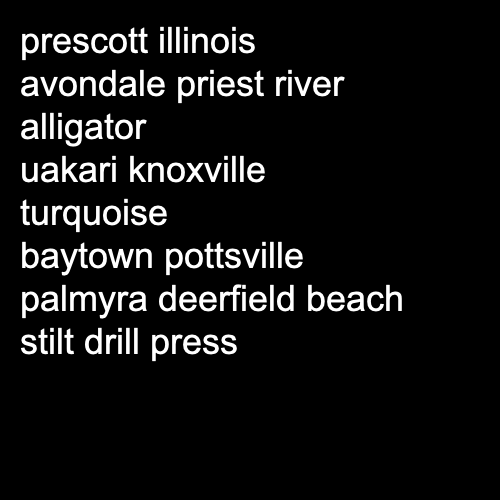 prescott illinois
avondale priest river
alligator
uakari knoxville
turquoise
baytown pottsville
palmyra deerfield beach
stilt drill press